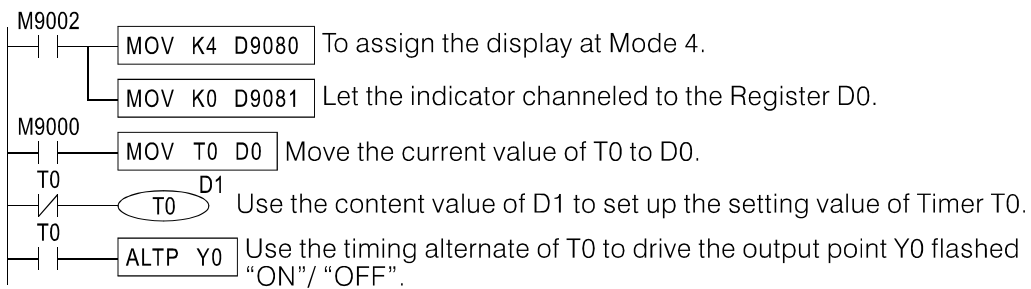 M9002
MOV K4 D9080 To assign the display at Mode 4.
MOV K0 D9081 Let the indicator channeled to the Register D0.
M9000
MOV T0 D0 Move the current value of T0 to D0.
T0
D1
T0 Use the content value of D1 to set up the setting value of Timer T0.
T0
ALTP Y0 Use the timing alternate of T0 to drive the output point Y0 flashed
“ON”/ “OFF”.